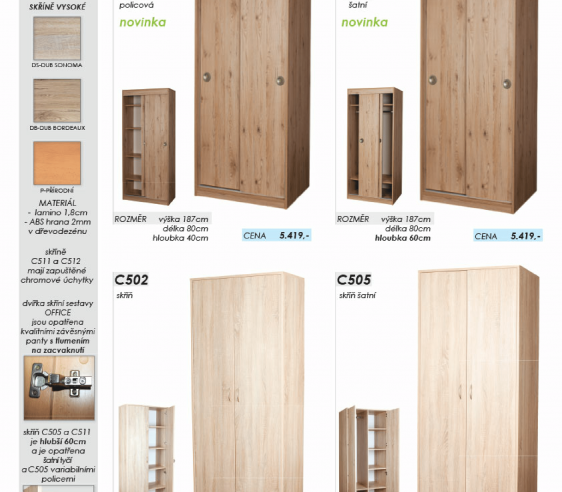 SKŘÍNĚ VYSOKÉ
DS-DUB SONOMA
DB-DUB BORDEAUX
P-PŘÍRODNÍ
MATERIÁL
- lamino 1,8cm
- ABS hrana 2mm
v dřevodezénu
skříně
C511 a C512
mají zapuštěné
chromové úchytky
dvířka skříní sestavy
OFFICE
jsou opatřena
kvalitními závěsnými
panty s tlumením
na zacvaknutí
skříň C505 a C511
je hlubší 60cm
a je opatřena
šatní tyčí
a C505 variabilními
policemi
policová
novinka
ROZMĚR výška 187cm
délka 80cm
hloubka 40cm
CENA 5.419,-
šatní
novinka
ROZMĚR výška 187cm
délka 80cm
hloubka 60cm
CENA 5.419,-
C502
skříň
C505
skříň šatní